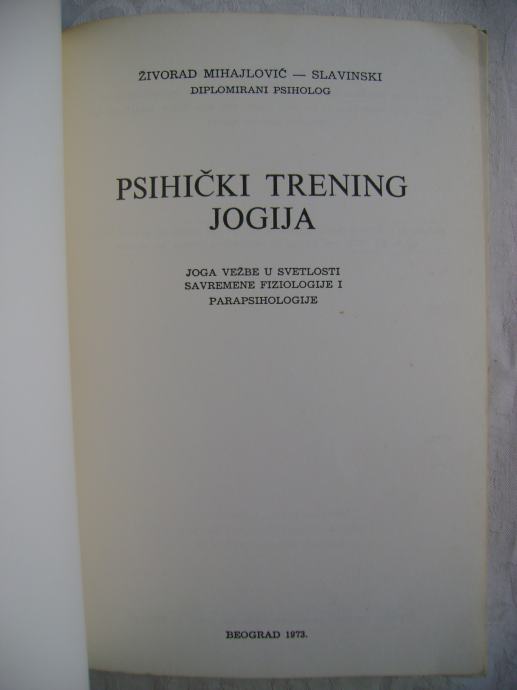 ŽIVORAD MIHAJLOVIĆ — SLAVINSKI
DIPLOMIRANI PSIHOLOG
PSIHIČKI TRENING
JOGIJA
JOGA VEŽBE U SVETLOSTI
SAVREMENE FIZIOLOGIJE I
PARAPSIHOLOGIJE
BEOGRAD 1973.